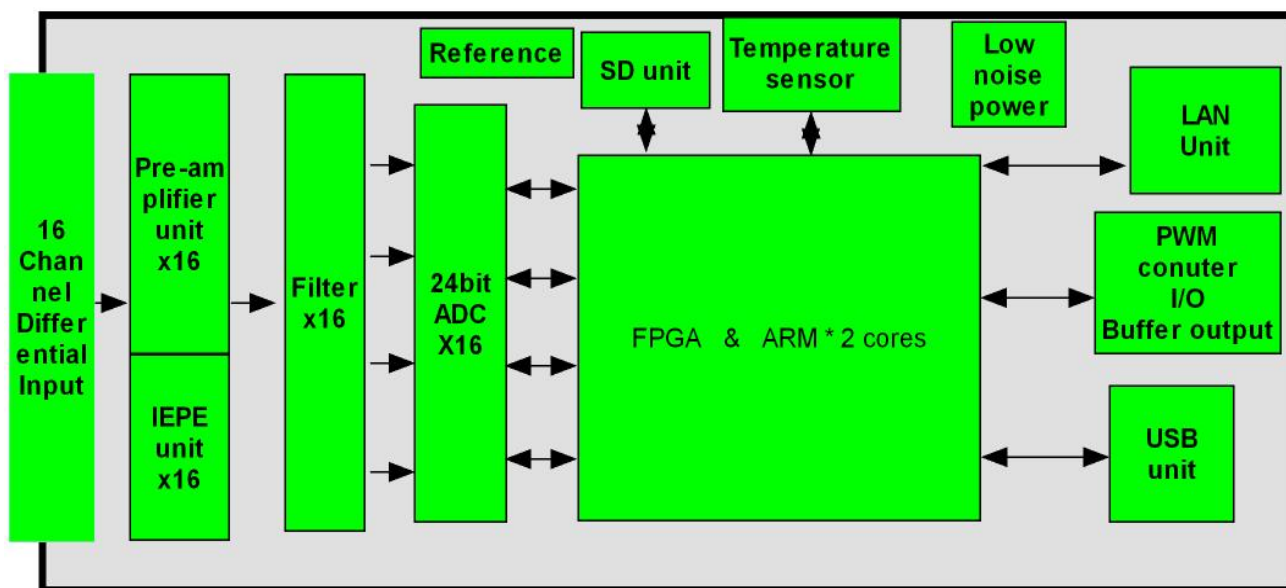 16
Chan
nel
Differ
ential
Input
Pre-am
plifier
unit
x16
IEPE
unit
x16
Filter
x16
Reference
24bit
ADC
X16
SD unit
Temperature
sensor
Low
noise
power
FPGA & ARM * 2 cores
LAN
Unit
PWM
conuter
I/O
Buffer output
USB
unit